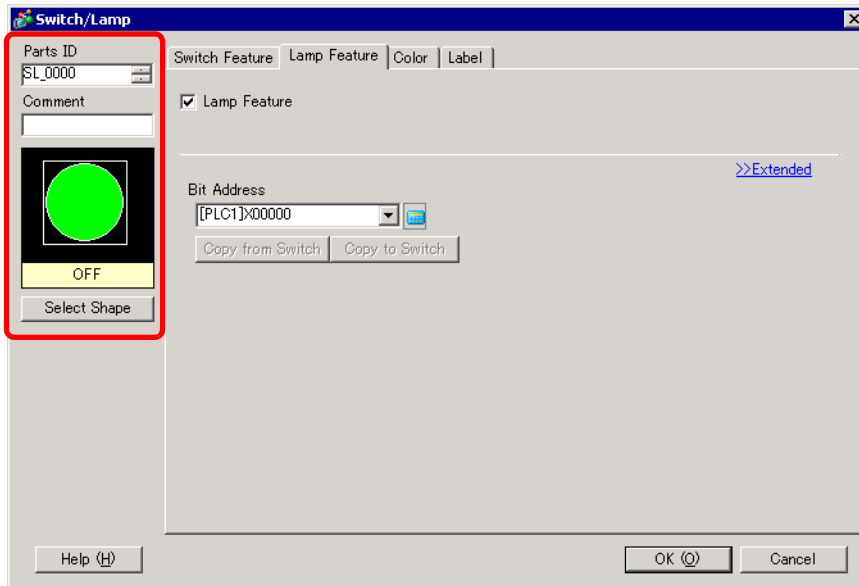 Switch/Lamp
Parts ID
SL_0000
Comment
OFF
Select Shape
Switch Feature Lamp Feature Color Label
Lamp Feature
>>Extended
Bit Address
[PLC1]X00000
Copy from Switch Copy to Switch
Help (H) OK (O) Cancel